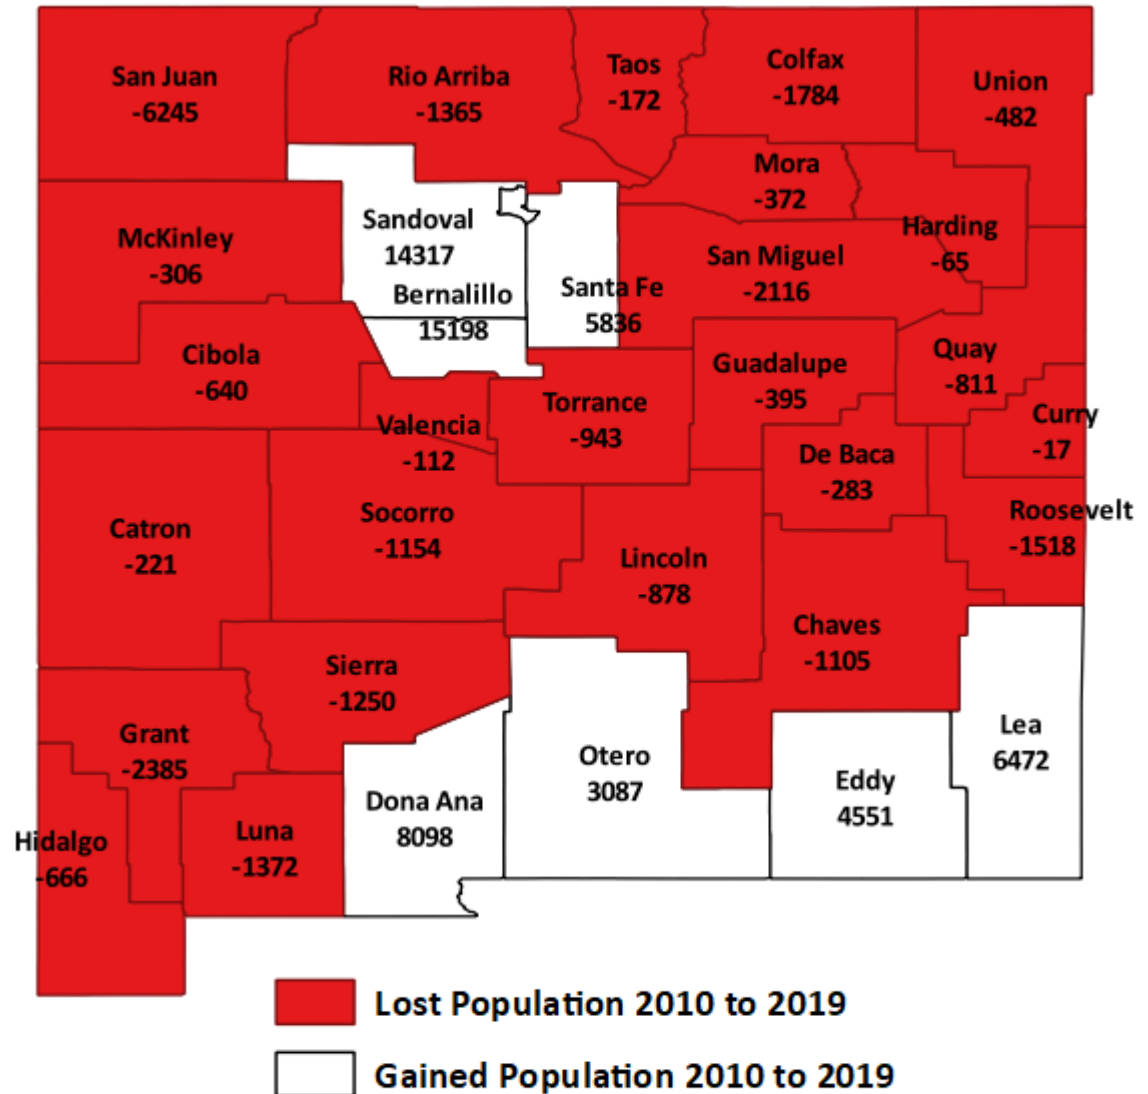 San Juan
-6245
Rio Arriba
-1365
Taos
-172
Colfax
-1784
Union
-482
Mora
-372
Harding
-65
McKinley
-306
Sandoval
14317
Bernalillo
15198
Santa Fe
5836
San Miguel
-2116
Cibola
-640
Valencia
-112
Torrance
-943
Guadalupe
-395
Quay
-811
Curry
-17
De Baca
-283
Roosevelt
-1518
Catron
-221
Socorro
-1154
Lincoln
-878
Chaves
-1105
Sierra
-1250
Grant
-2385
Otero
3087
Eddy
4551
Lea
6472
Hidalgo
-666
Luna
-1372
Dona Ana
8098
Lost Population 2010 to 2019
Gained Population 2010 to 2019